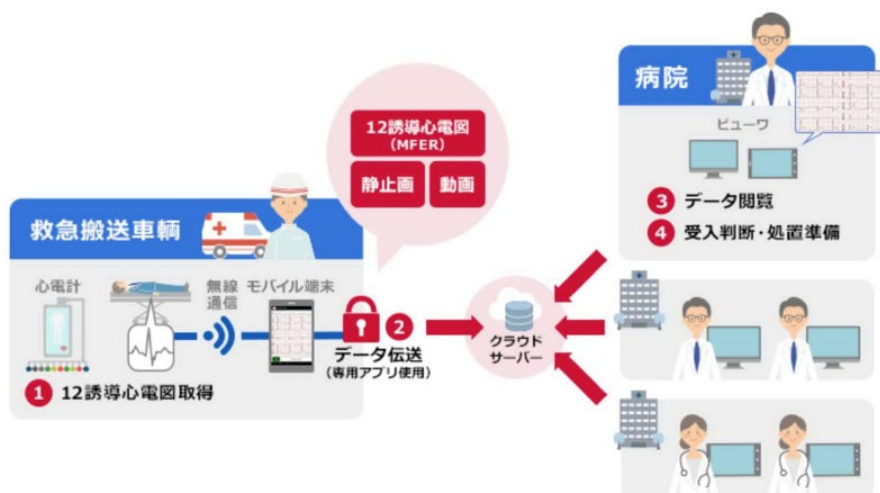 12誘導心電図
(MFER)
静止画
動画
救急搬送車輌
心電計
無線
通信
モバイル端末
1 12誘導心電図取得
2
データ伝送
(専用アプリ使用)
クラウド
サーバー
病院
ビューワ
3 データ閲覧
4 受入判断・処置準備